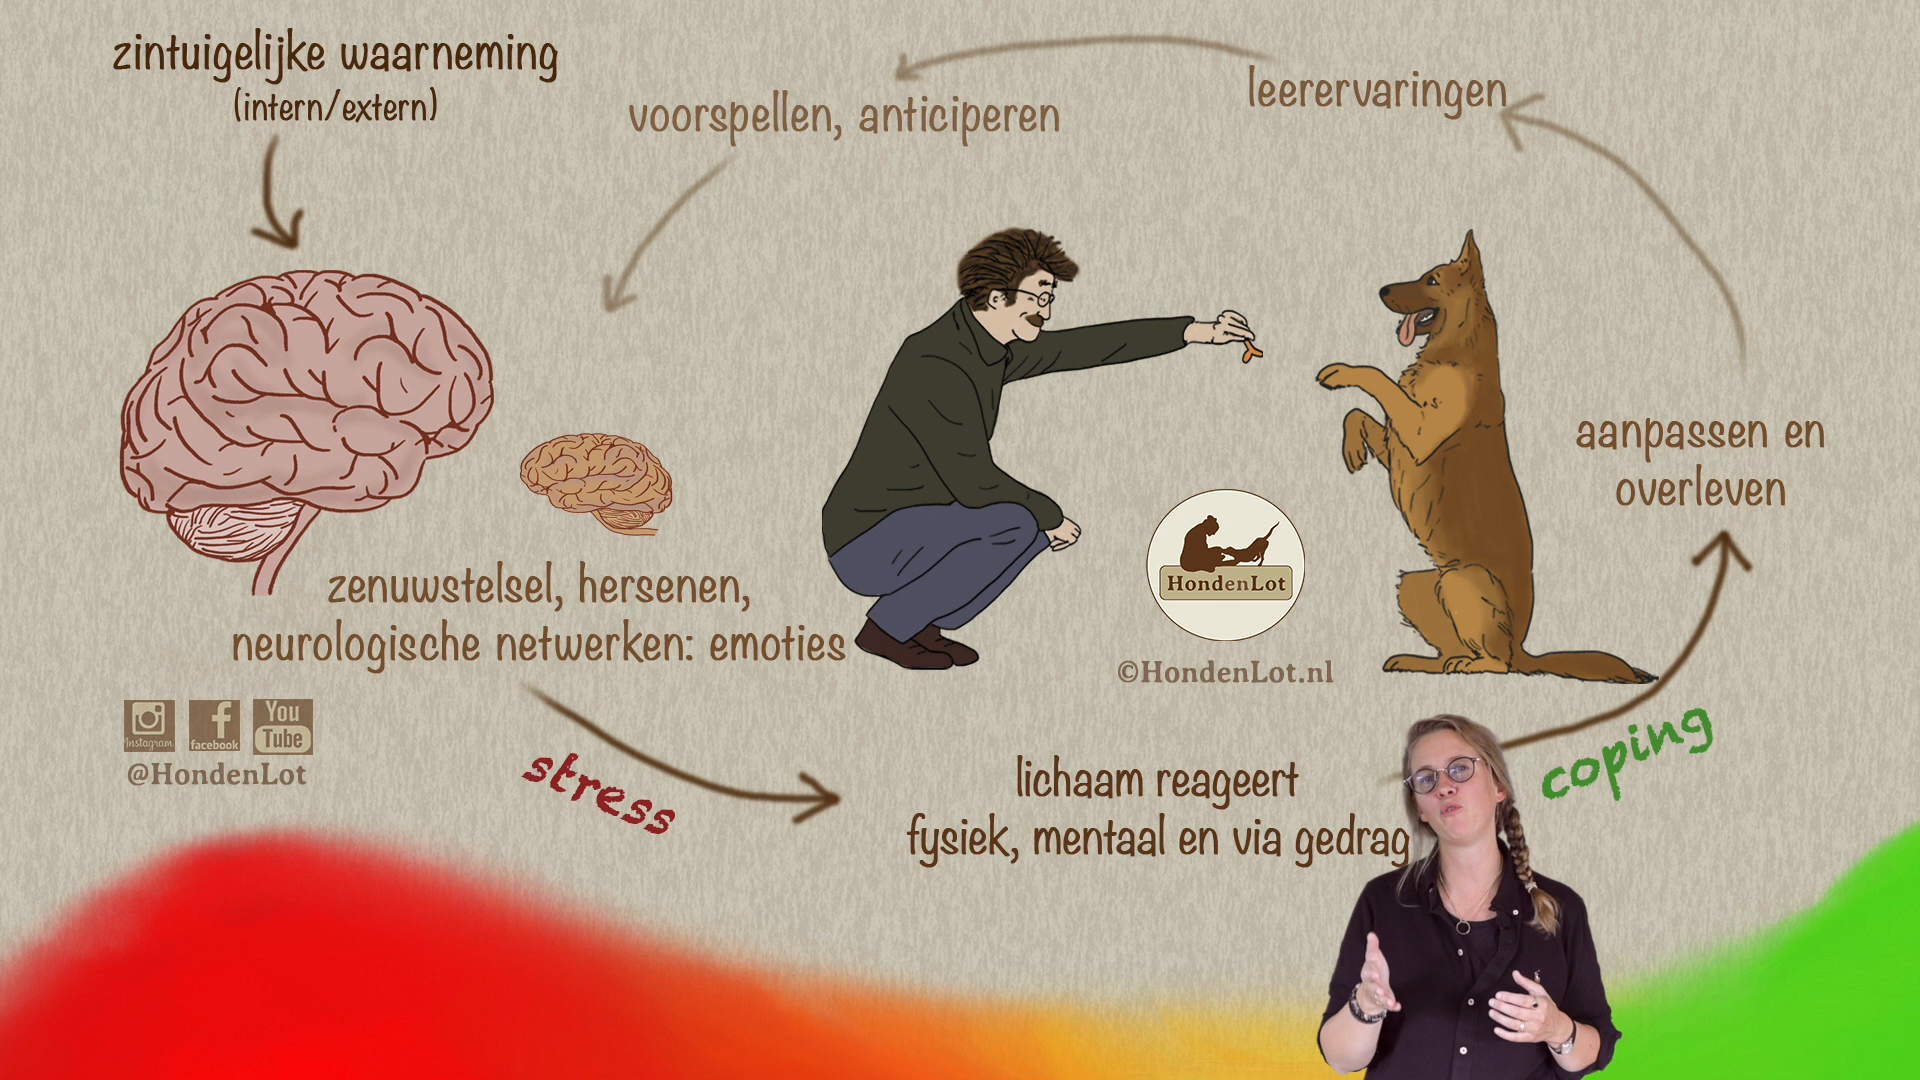 zintuigelijke waarneming
(intern/extern)
voorspellen, anticiperen
leerervaringen
aanpassen en
overleven
zenuwstelsel, hersenen,
neurologische netwerken: emoties
HondenLot
©HondenLot.nl
Instagram
facebook
You
Tube
@HondenLot
stress
lichaam reageert
fysiek, mentaal en via gedrag
coping